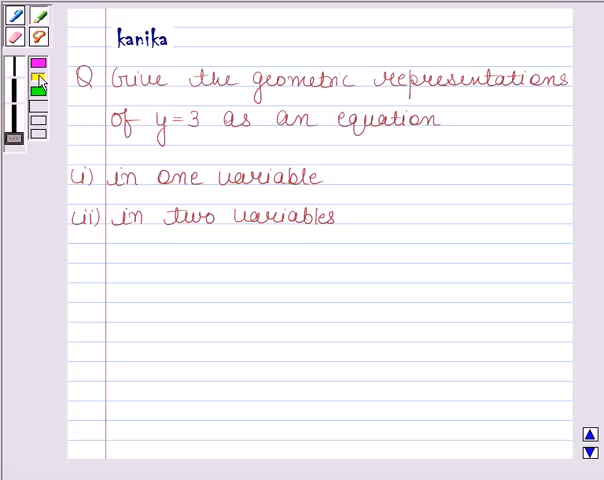 kanika
Q Give the geometric representations
of y = 3 as an equation
(i) in one variable
(ii) in two variables